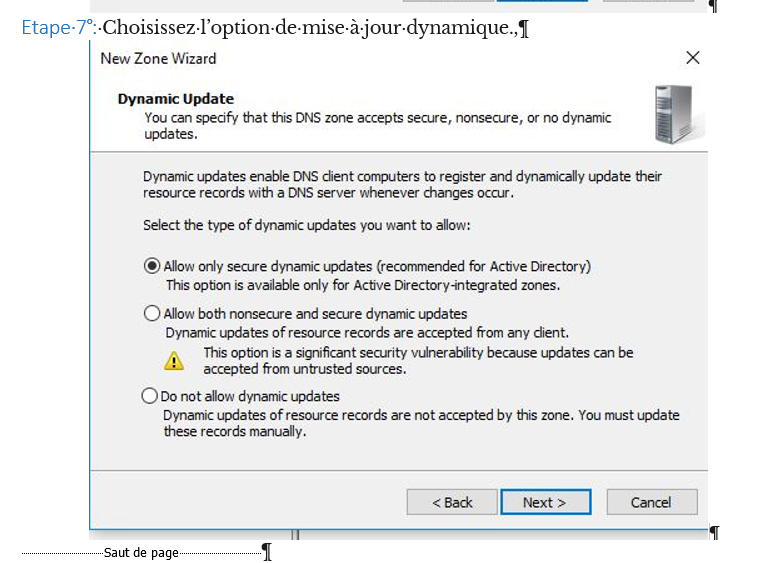 Etape·7°:·Choisissez·l’option·de·mise·à·jour·dynamique.,¶
New Zone Wizard
Dynamic Update
You can specify that this DNS zone accepts secure, nonsecure, or no dynamic
updates.
Dynamic updates enable DNS client computers to register and dynamically update their
resource records with a DNS server whenever changes occur.
Select the type of dynamic updates you want to allow:
Allow only secure dynamic updates (recommended for Active Directory)
This option is available only for Active Directory-integrated zones.
Allow both nonsecure and secure dynamic updates
Dynamic updates of resource records are accepted from any client.
This option is a significant security vulnerability because updates can be
accepted from untrusted sources.
Do not allow dynamic updates
Dynamic updates of resource records are not accepted by this zone. You must update
these records manually.
< Back Next > Cancel
¶
Saut de page¶